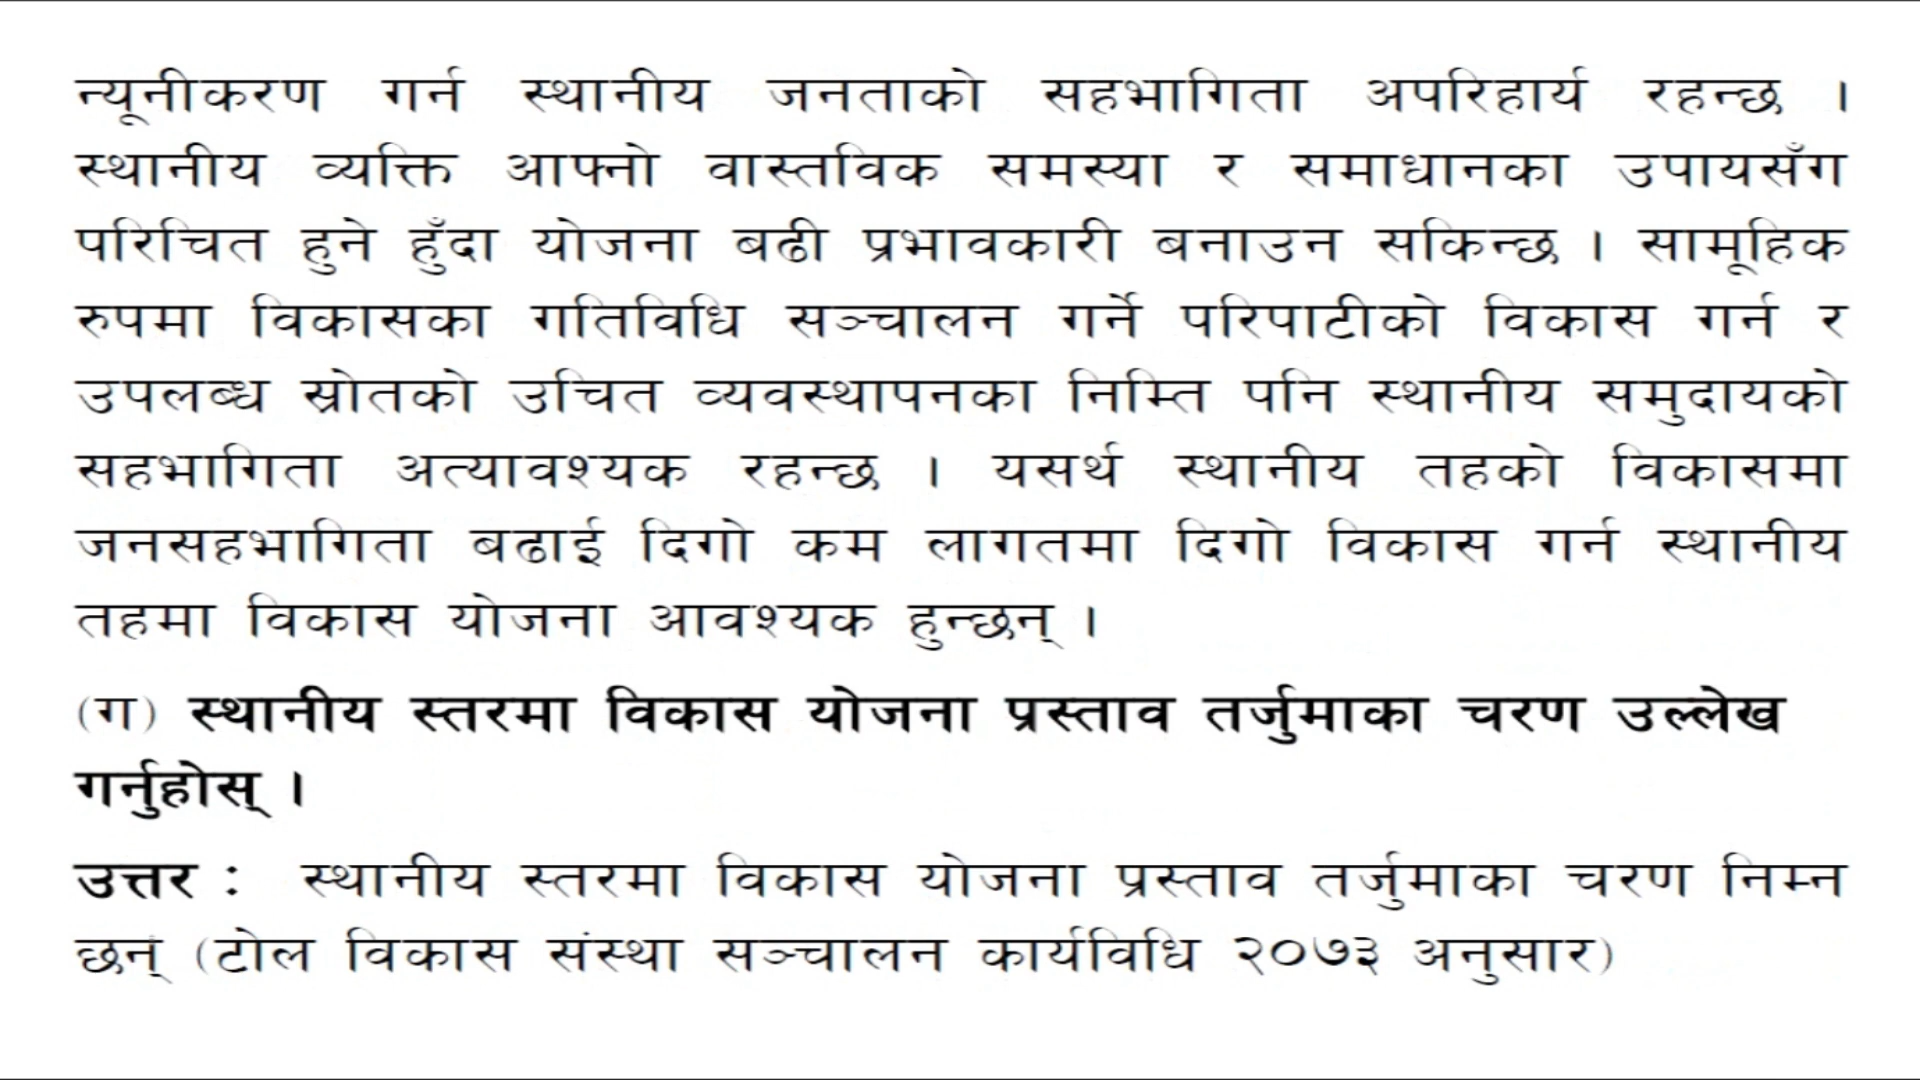 न्यूनीकरण गर्न स्थानीय जनताको सहभागिता अपरिहार्य रहन्छ ।
स्थानीय व्यक्ति आफ्नो वास्तविक समस्या र समाधानका उपायसँग
परिचित हुने हुँदा योजना बढी प्रभावकारी बनाउन सकिन्छ । सामूहिक
रुपमा विकासका गतिविधि सञ्चालन गर्ने परिपाटीको विकास गर्न र
उपलब्ध स्रोतको उचित व्यवस्थापनका निम्ति पनि स्थानीय समुदायको
सहभागिता अत्यावश्यक रहन्छ । यसर्थ स्थानीय तहको विकासमा
जनसहभागिता बढाई दिगो कम लागतमा दिगो विकास गर्न स्थानीय
तहमा विकास योजना आवश्यक हुन्छन् ।
(ग) स्थानीय स्तरमा विकास योजना प्रस्ताव तर्जुमाका चरण उल्लेख
गर्नुहोस् ।
उत्तर : स्थानीय स्तरमा विकास योजना प्रस्ताव तर्जुमाका चरण निम्न
छन् (टोल विकास संस्था सञ्चालन कार्यविधि २०७३ अनुसार)